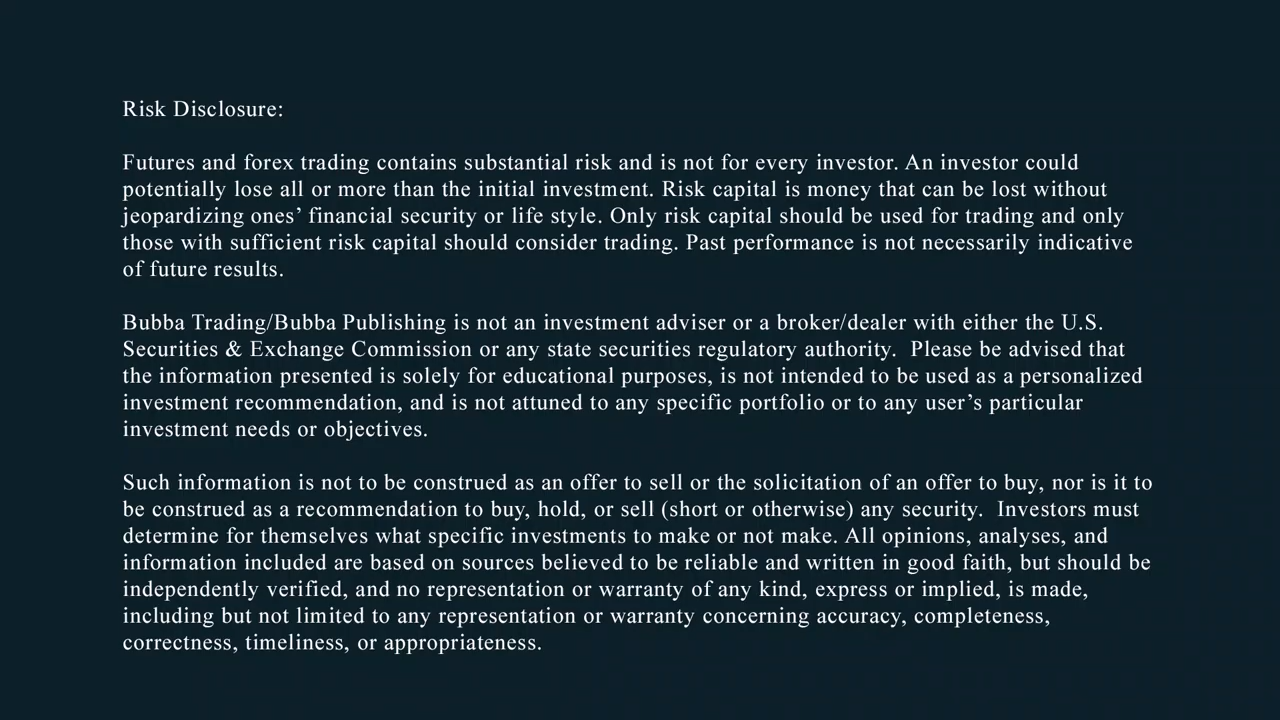 Risk Disclosure:
Futures and forex trading contains substantial risk and is not for every investor. An investor could
potentially lose all or more than the initial investment. Risk capital is money that can be lost without
jeopardizing ones’ financial security or life style. Only risk capital should be used for trading and only
those with sufficient risk capital should consider trading. Past performance is not necessarily indicative
of future results.
Bubba Trading/Bubba Publishing is not an investment adviser or a broker/dealer with either the U.S.
Securities & Exchange Commission or any state securities regulatory authority.  Please be advised that
the information presented is solely for educational purposes, is not intended to be used as a personalized
investment recommendation, and is not attuned to any specific portfolio or to any user’s particular
investment needs or objectives.
Such information is not to be construed as an offer to sell or the solicitation of an offer to buy, nor is it to
be construed as a recommendation to buy, hold, or sell (short or otherwise) any security.  Investors must
determine for themselves what specific investments to make or not make. All opinions, analyses, and
information included are based on sources believed to be reliable and written in good faith, but should be
independently verified, and no representation or warranty of any kind, express or implied, is made,
including but not limited to any representation or warranty concerning accuracy, completeness,
correctness, timeliness, or appropriateness.